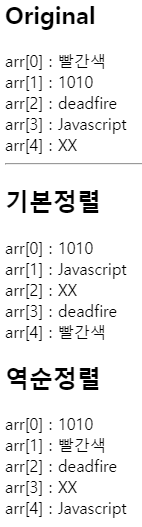 Original
arr[0] : 빨간색
arr[1] : 1010
arr[2] : deadfire
arr[3] : Javascript
arr[4] : XX
기본정렬
arr[0] : 1010
arr[1] : Javascript
arr[2] : XX
arr[3] : deadfire
arr[4] : 빨간색
역순정렬
arr[0] : 1010
arr[1] : 빨간색
arr[2] : deadfire
arr[3] : XX
arr[4] : Javascript